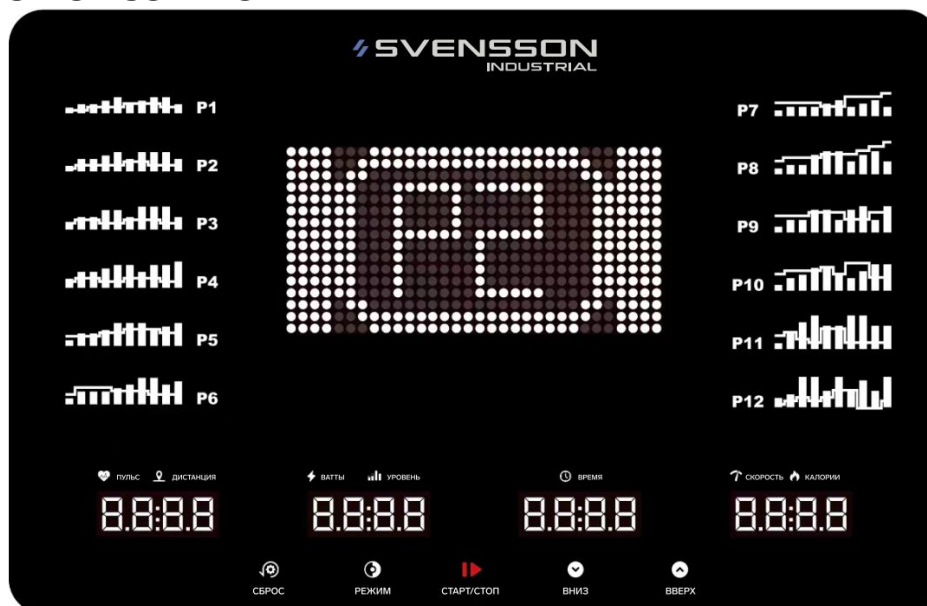 SVENSSON
INDUSTRIAL
P1
P2
P3
P4
P5
P6
P2
P7
P8
P9
P10
P11
P12
ПУЛЬС ДИСТАНЦИЯ
ВАТТЫ УРОВЕНЬ
ВРЕМЯ
СКОРОСТЬ КАЛОРИИ
8.8:8.8 8.8:8.8 8.8:8.8 8.8:8.8
СБРОС РЕЖИМ СТАРТ/СТОП ВНИЗ ВВЕРХ